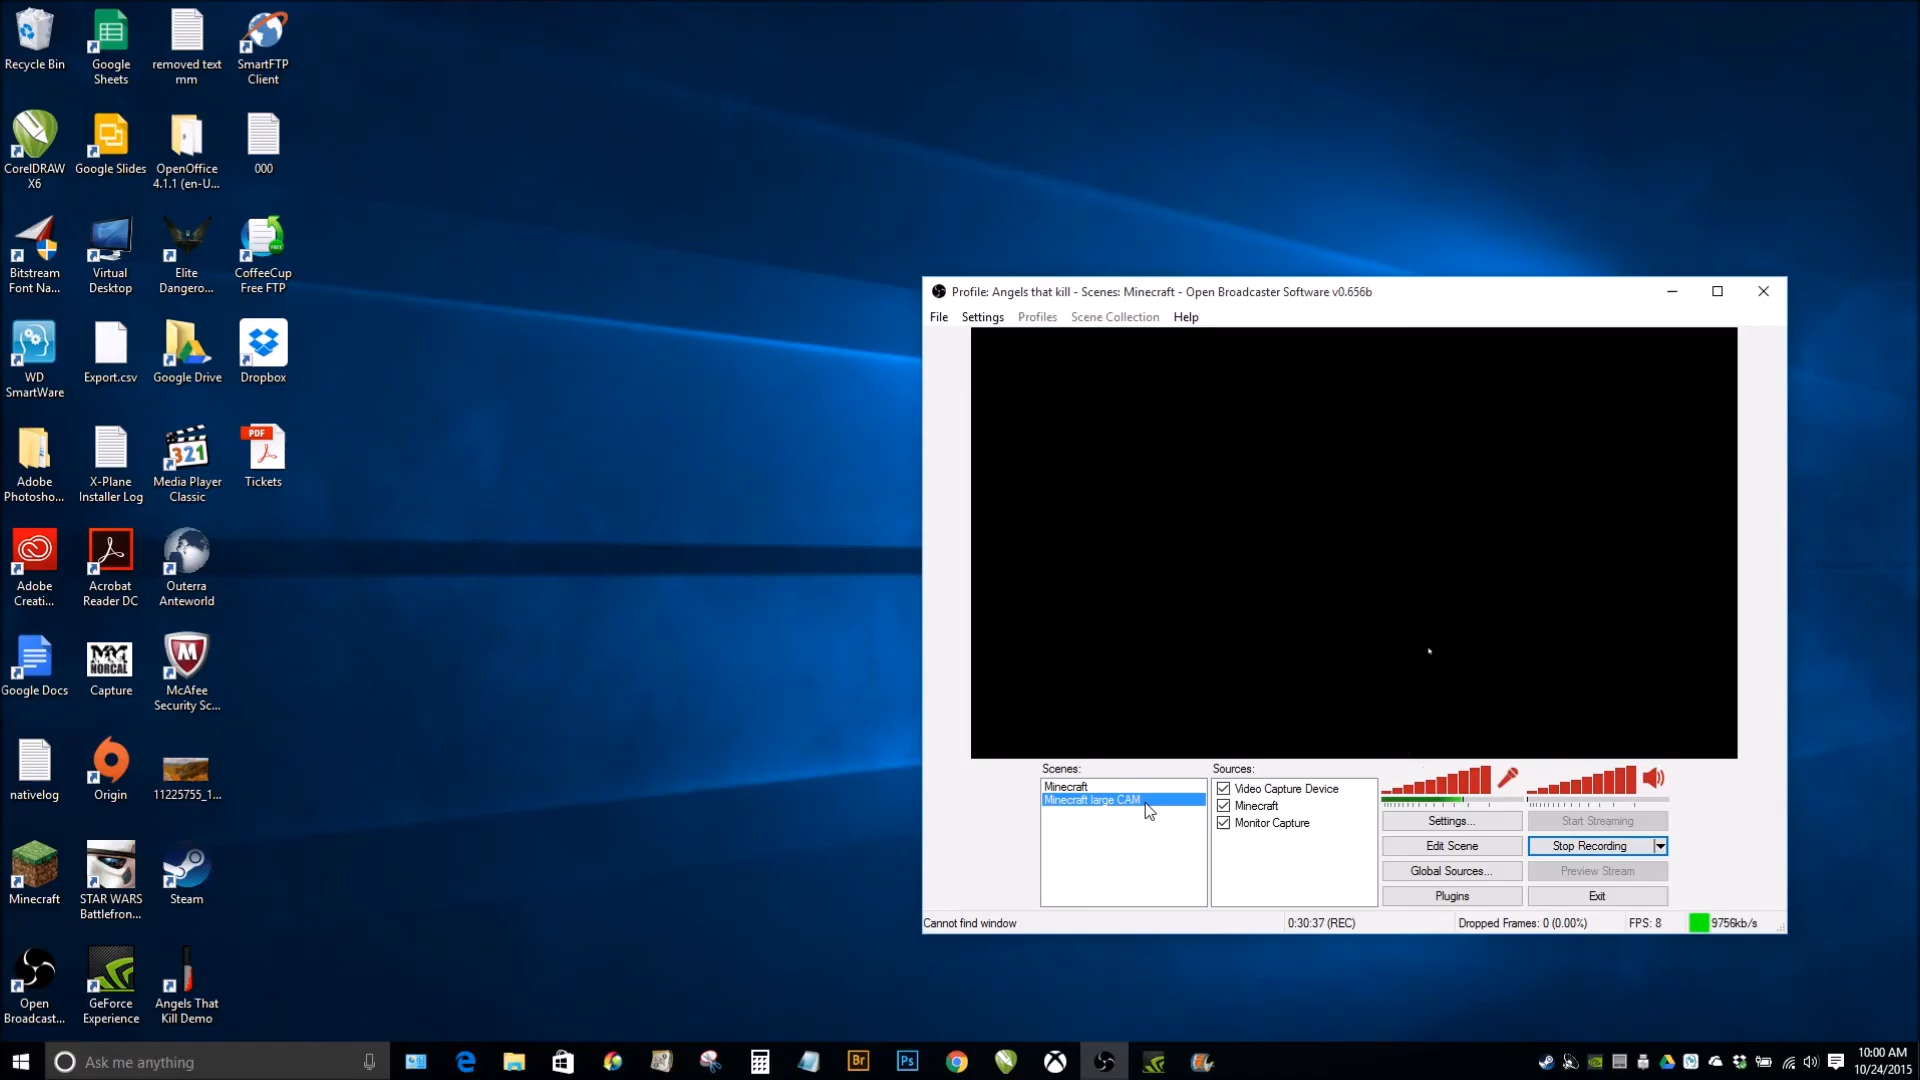 Recycle Bin
Google
Sheets
removed text
mm
SmartFTP
Client
CorelDRAW
X6
Google Slides
OpenOffice
4.1.1 (en-U...
000
Bitstream
Font Na...
Virtual
Desktop
Elite
Dangero...
CoffeeCup
Free FTP
FREE
WD
SmartWare
Export.csv
Google Drive
Dropbox
Adobe
Photosho...
X-Plane
Installer Log
321
Media Player
Classic
PDF
Tickets
Adobe
Creati...
Acrobat
Reader DC
Outerra
Anteworld
Google Docs
NORCAL
Capture
McAfee
Security Sc...
nativelog
Origin
11225755_1...
Minecraft
STAR WARS
Battlefron...
Steam
Open
Broadcast...
GeForce
Experience
Angels That
Kill Demo
Profile: Angels that kill - Scenes: Minecraft - Open Broadcaster Software v0.656b
File Settings Profiles Scene Collection Help
Scenes:
Minecraft
Minecraft large CAM
Sources:
Video Capture Device
Minecraft
Monitor Capture
Settings...
Start Streaming
Edit Scene
Stop Recording
Global Sources...
Preview Stream
Plugins
Exit
Cannot find window
0:30:37 (REC)
Dropped Frames: 0 (0.00%)
FPS: 8
9756kb/s
Ask me anything
Br
Ps
10:00 AM
10/24/2015